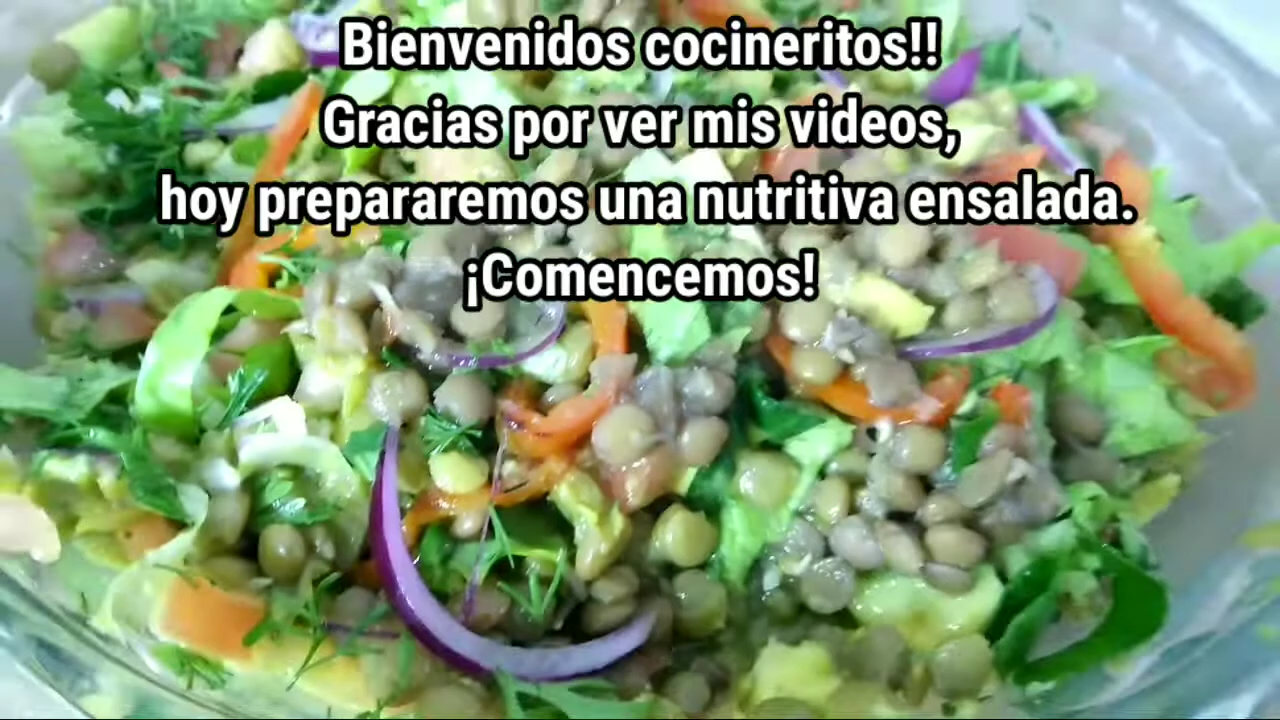 Bienvenidos cocineritos!!
Gracias por ver mis videos,
hoy prepararemos una nutritiva ensalada.
¡Comencemos!